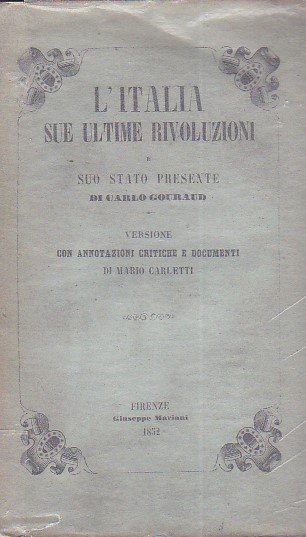 L'ITALIA
SUE ULTIME RIVOLUZIONI
E
SUO STATO PRESENTE
DI CARLO GOURAUD
VERSIONE
CON ANNOTAZIONI CRITICHE E DOCUMENTI
DI MARIO CARLETTI
FIRENZE
Giuseppe Mariani
1852